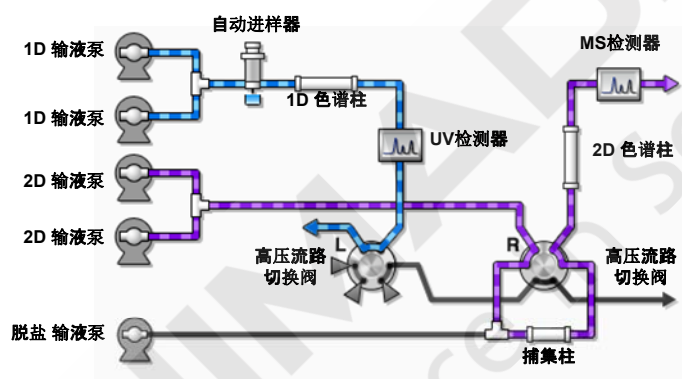 自动进样器
1D 输液泵
MS检测器
1D 色谱柱
1D 输液泵
UV检测器
2D 色谱柱
2D 输液泵
2D 输液泵
L
R
高压流路
切换阀
高压流路
切换阀
脱盐 输液泵
捕集柱